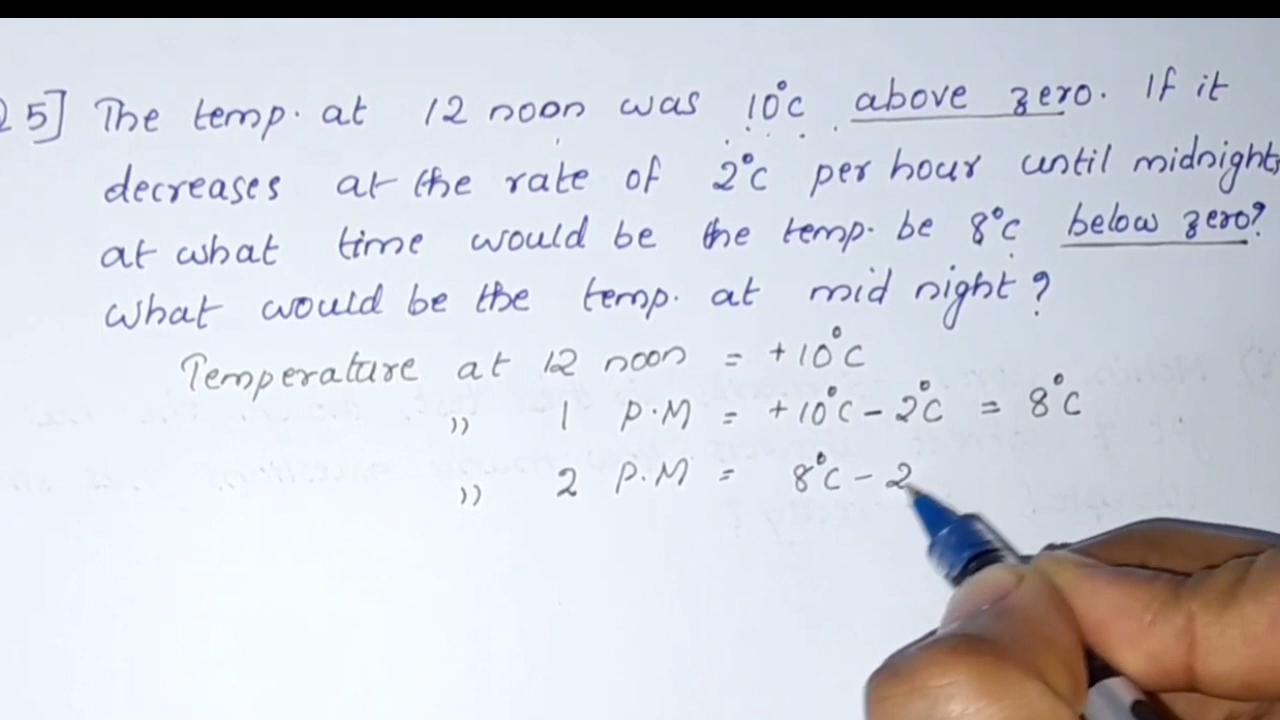 25] The temp. at 12 noon was 10°c above zero. If it
decreases at the rate of 2°c per hour until midnight,
at what time would be the temp. be 8°c below zero?
What would be the temp. at mid night?
Temperature at 12 noon = +10°C
,, 1 P.M = +10°C - 2°C = 8°C
,, 2 P.M = 8°C - 2